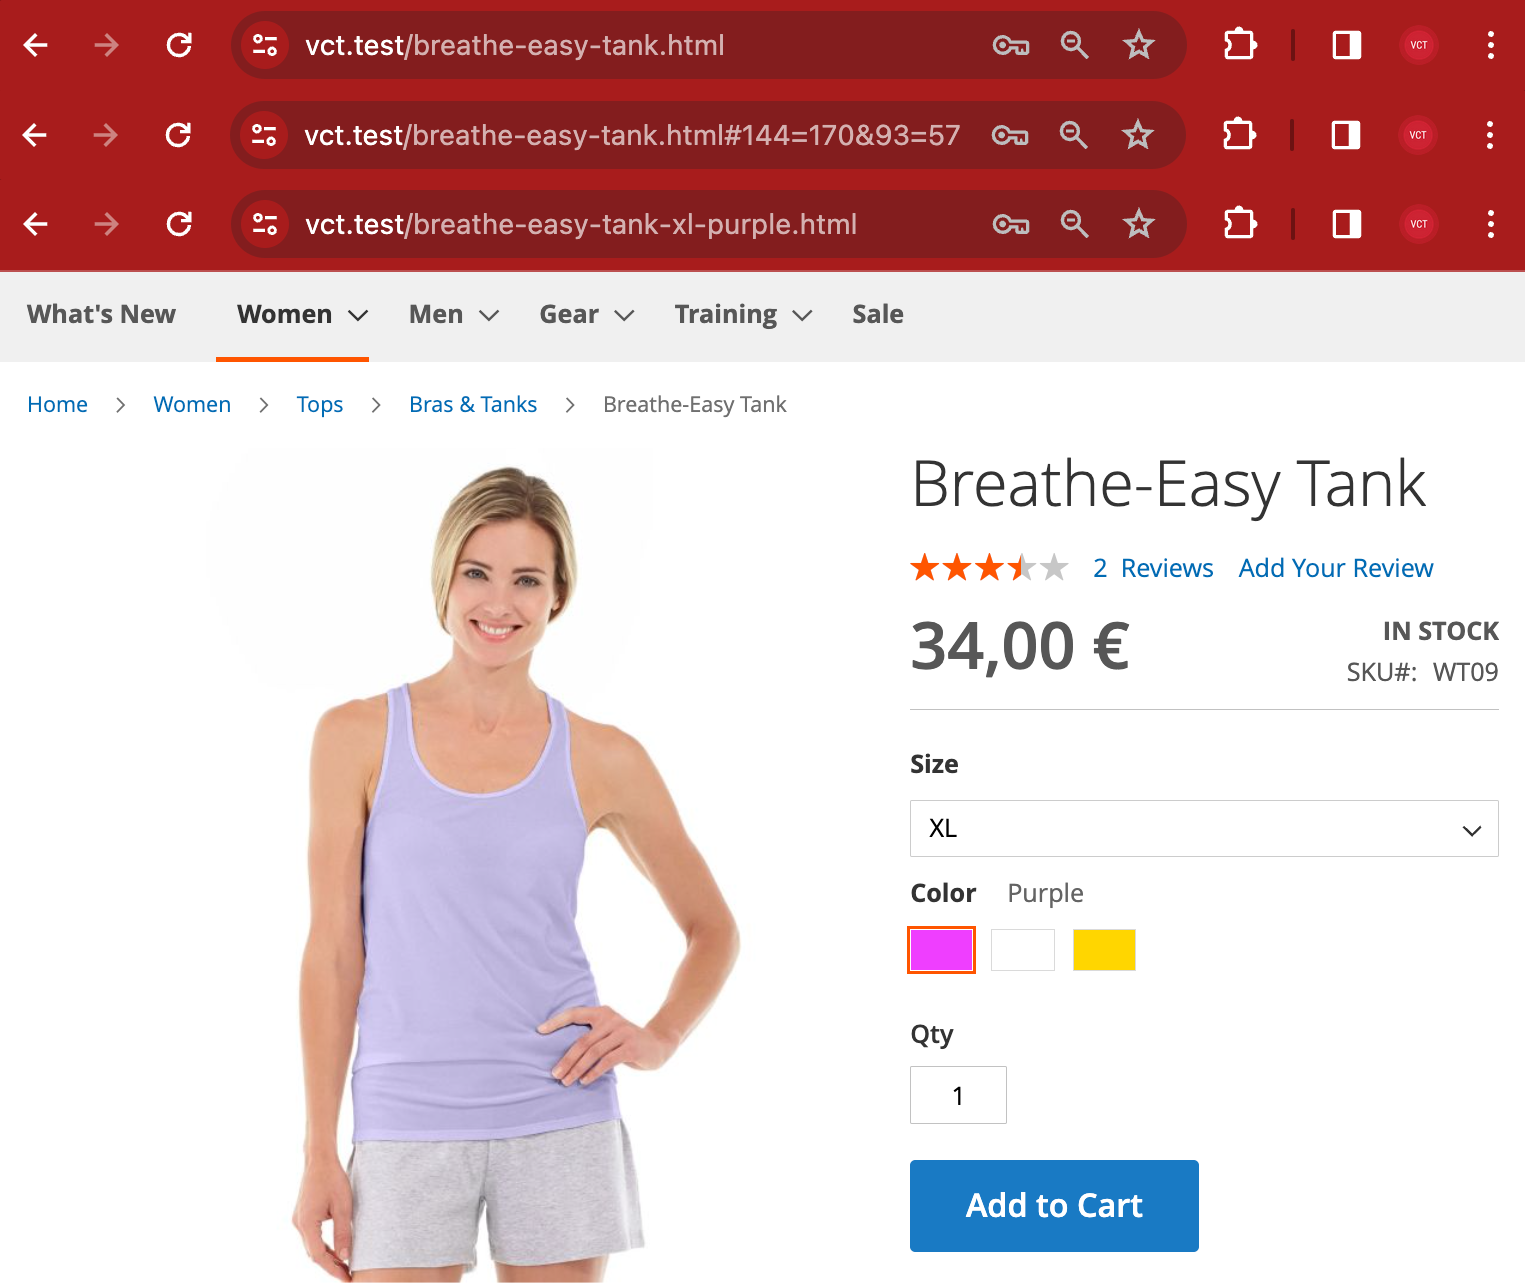 vct.test/breathe-easy-tank.html VCT
vct.test/breathe-easy-tank.html#144=170&93=57 VCT
vct.test/breathe-easy-tank-xl-purple.html VCT
What's New Women Men Gear Training Sale
Home Women Tops Bras & Tanks Breathe-Easy Tank
Breathe-Easy Tank
2 Reviews Add Your Review
34,00 €
IN STOCK
SKU#: WT09
Size
XL
Color Purple
Qty
1
Add to Cart